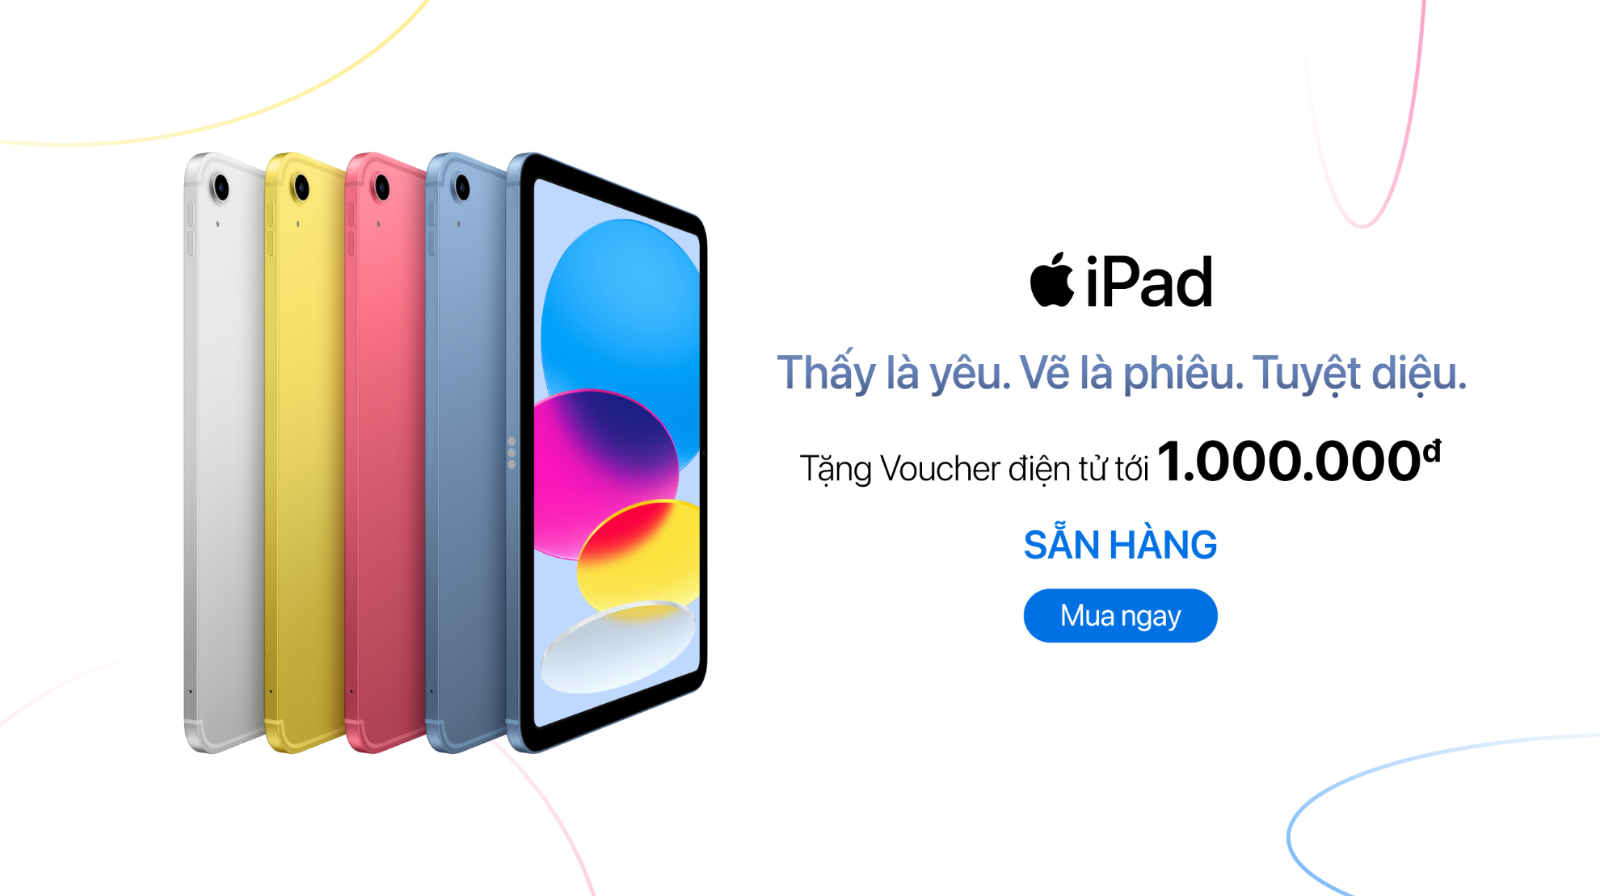 iPad
Thấy là yêu. Vẽ là phiêu. Tuyệt diệu.
Tặng Voucher điện tử tới 1.000.000đ
SẴN HÀNG
Mua ngay